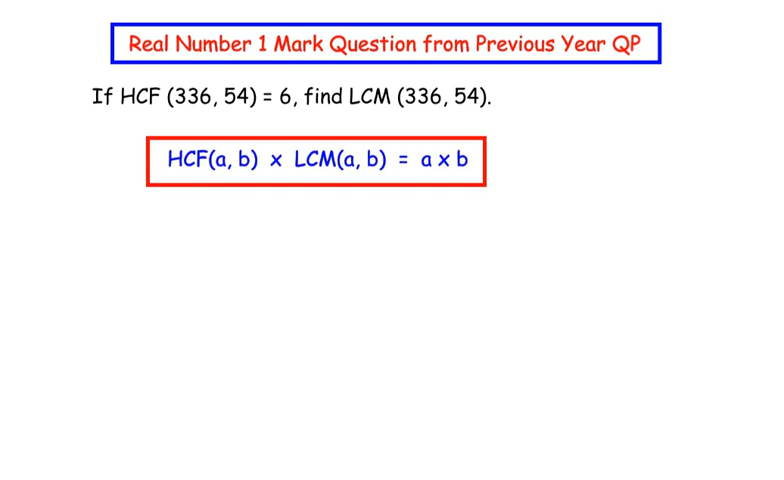 Real Number 1 Mark Question from Previous Year QP
If HCF (336, 54) = 6, find LCM (336, 54).
HCF(a, b) x LCM(a, b) = a x b